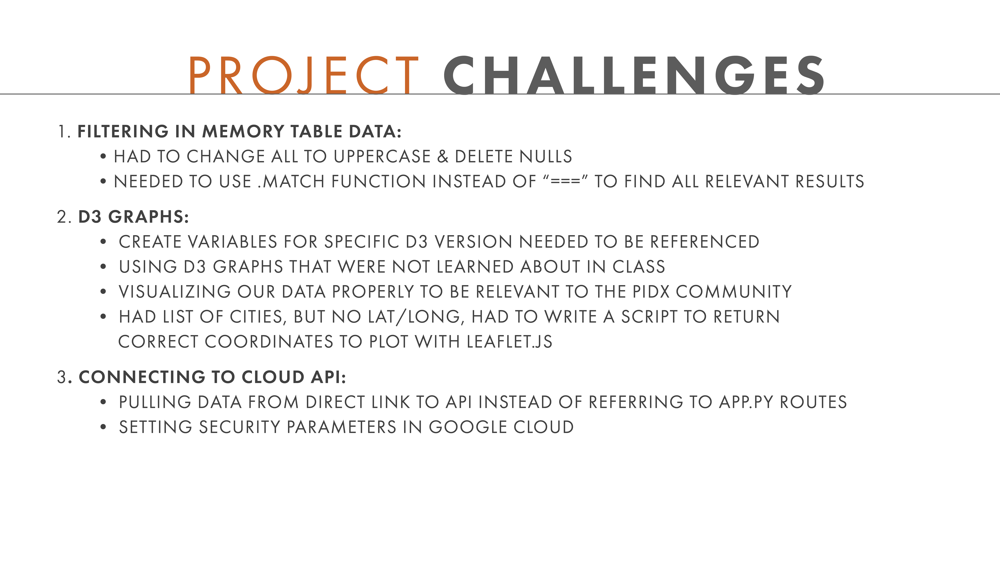 PROJECT CHALLENGES
1. FILTERING IN MEMORY TABLE DATA:
• HAD TO CHANGE ALL TO UPPERCASE & DELETE NULLS
• NEEDED TO USE .MATCH FUNCTION INSTEAD OF “===” TO FIND ALL RELEVANT RESULTS
2. D3 GRAPHS:
• CREATE VARIABLES FOR SPECIFIC D3 VERSION NEEDED TO BE REFERENCED
• USING D3 GRAPHS THAT WERE NOT LEARNED ABOUT IN CLASS
• VISUALIZING OUR DATA PROPERLY TO BE RELEVANT TO THE PIDX COMMUNITY
• HAD LIST OF CITIES, BUT NO LAT/LONG, HAD TO WRITE A SCRIPT TO RETURN
CORRECT COORDINATES TO PLOT WITH LEAFLET.JS
3. CONNECTING TO CLOUD API:
• PULLING DATA FROM DIRECT LINK TO API INSTEAD OF REFERRING TO APP.PY ROUTES
• SETTING SECURITY PARAMETERS IN GOOGLE CLOUD